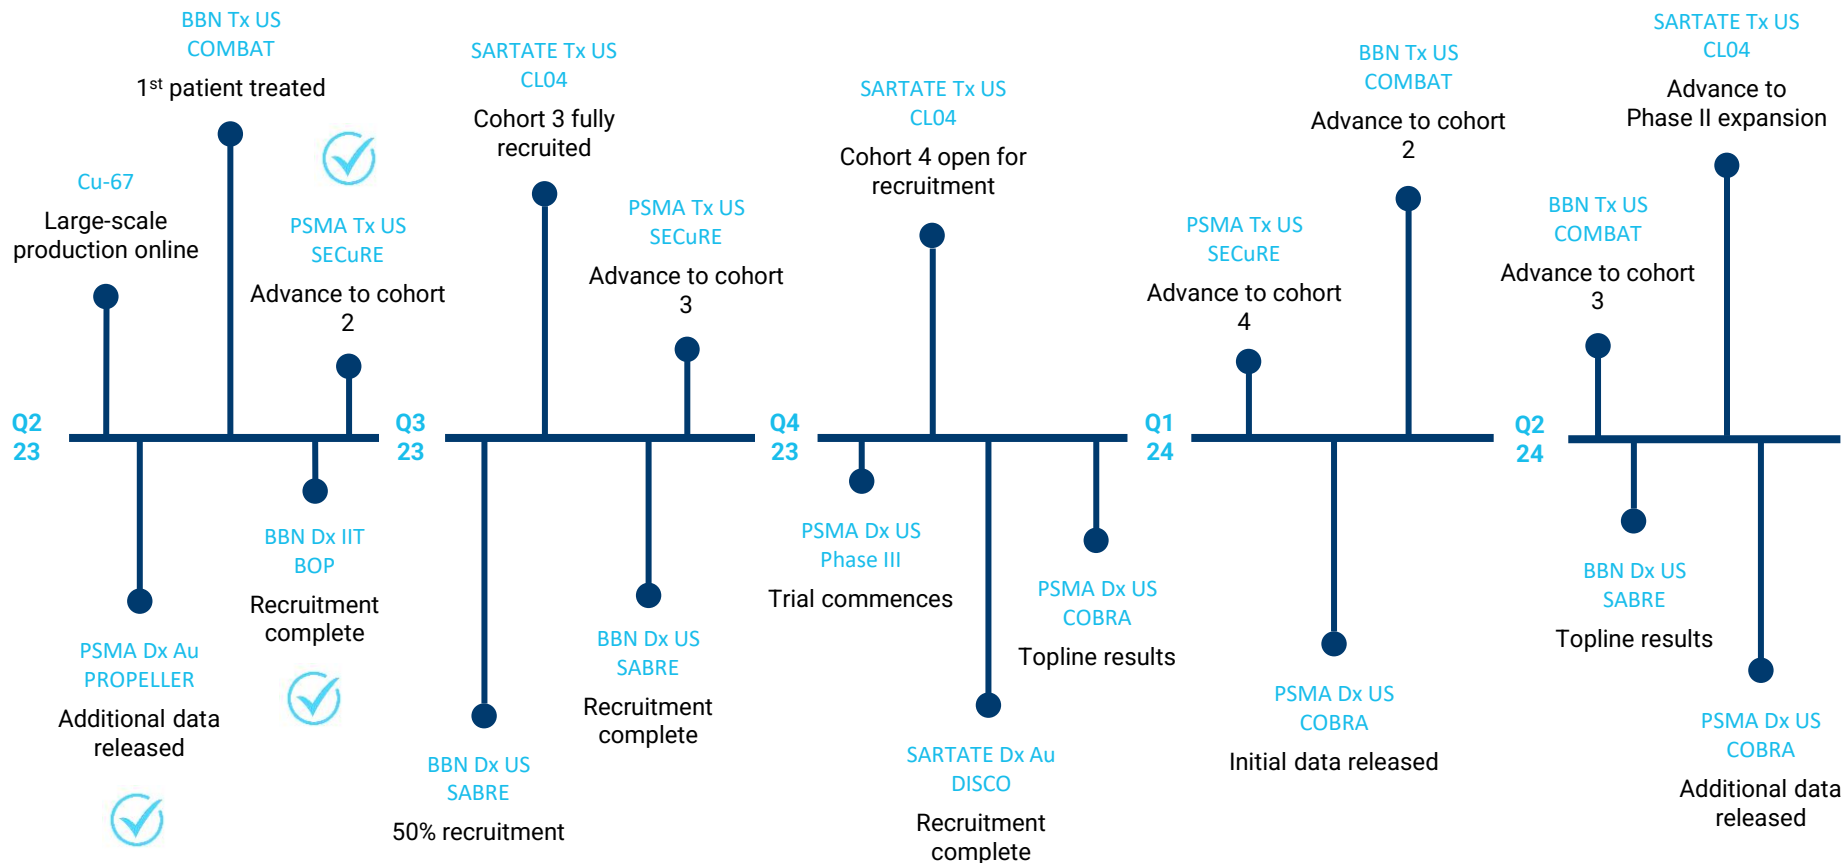 BBN Tx US
COMBAT
1st patient treated
Cu-67
Large-scale
production online
PSMA Tx US
SECuRE
Advance to cohort
2
Q2
23
PSMA Dx Au
PROPELLER
Additional data
released
BBN Dx IIT
BOP
Recruitment
complete
SARTATE Tx US
CL04
Cohort 3 fully
recruited
PSMA Tx US
SECuRE
Advance to cohort
3
Q3
23
BBN Dx US
SABRE
50% recruitment
BBN Dx US
SABRE
Recruitment
complete
SARTATE Tx US
CL04
Cohort 4 open for
recruitment
Q4
23
PSMA Dx US
Phase III
Trial commences
SARTATE Dx Au
DISCO
Recruitment
complete
PSMA Dx US
COBRA
Topline results
PSMA Tx US
SECuRE
Advance to cohort
4
BBN Tx US
COMBAT
Advance to cohort
2
Q1
24
PSMA Dx US
COBRA
Initial data released
BBN Tx US
COMBAT
Advance to cohort
3
SARTATE Tx US
CL04
Advance to
Phase II expansion
Q2
24
BBN Dx US
SABRE
Topline results
PSMA Dx US
COBRA
Additional data
released